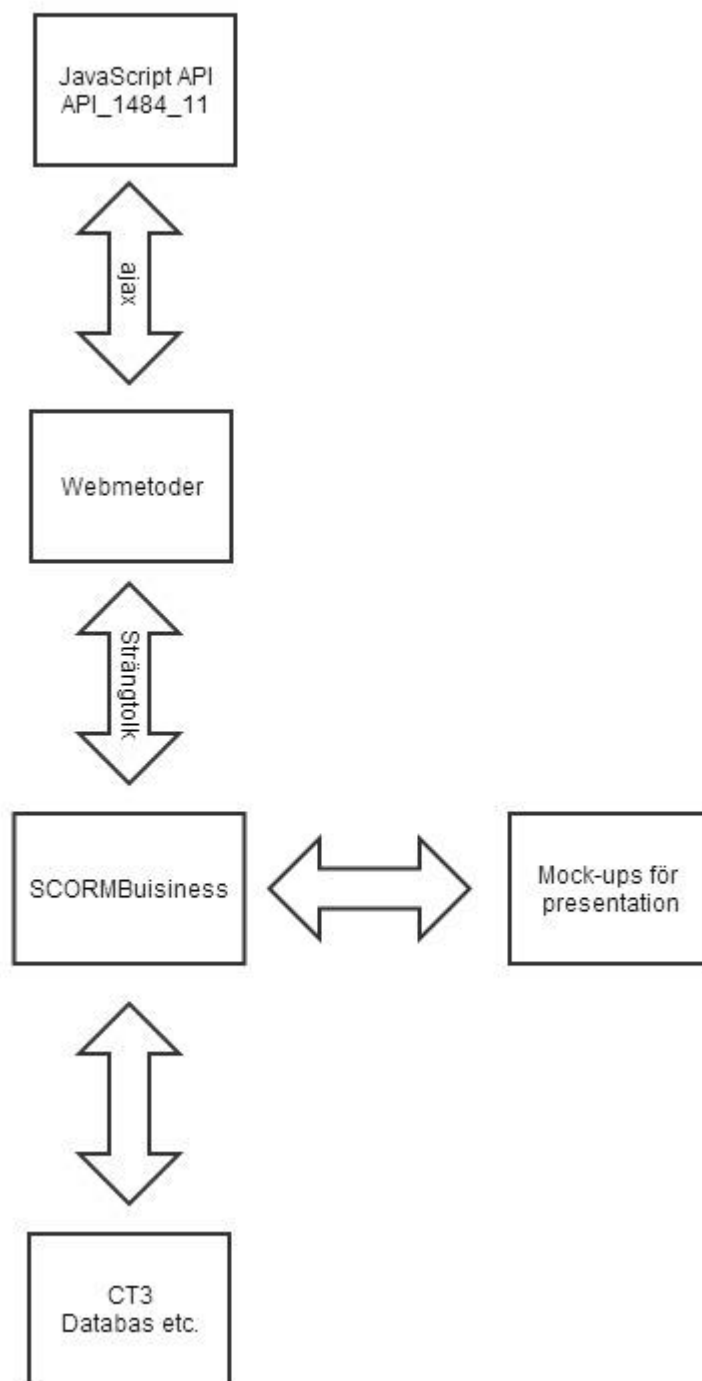 JavaScript API
API_1484_11
ajax
Webmetoder
Strängtolk
SCORMBuisiness
Mock-ups för
presentation
CT3
Databas etc.